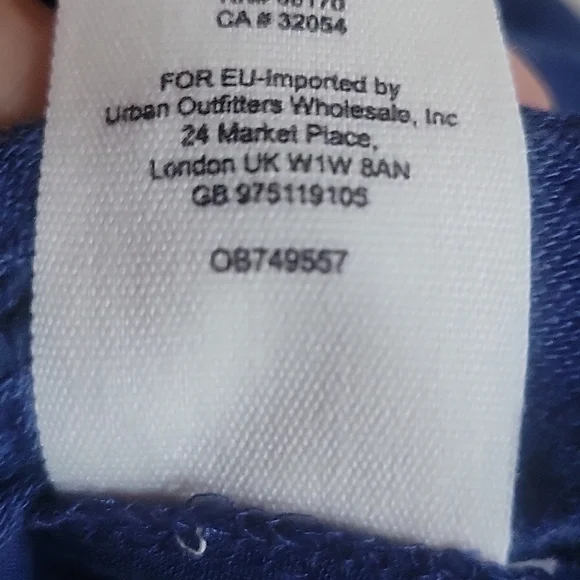 CA# 32054
FOR EU-Imported by
Urban Outfitters Wholesale, Inc
24 Market Place,
London UK W1W 8AN
GB 975119105
OB749557